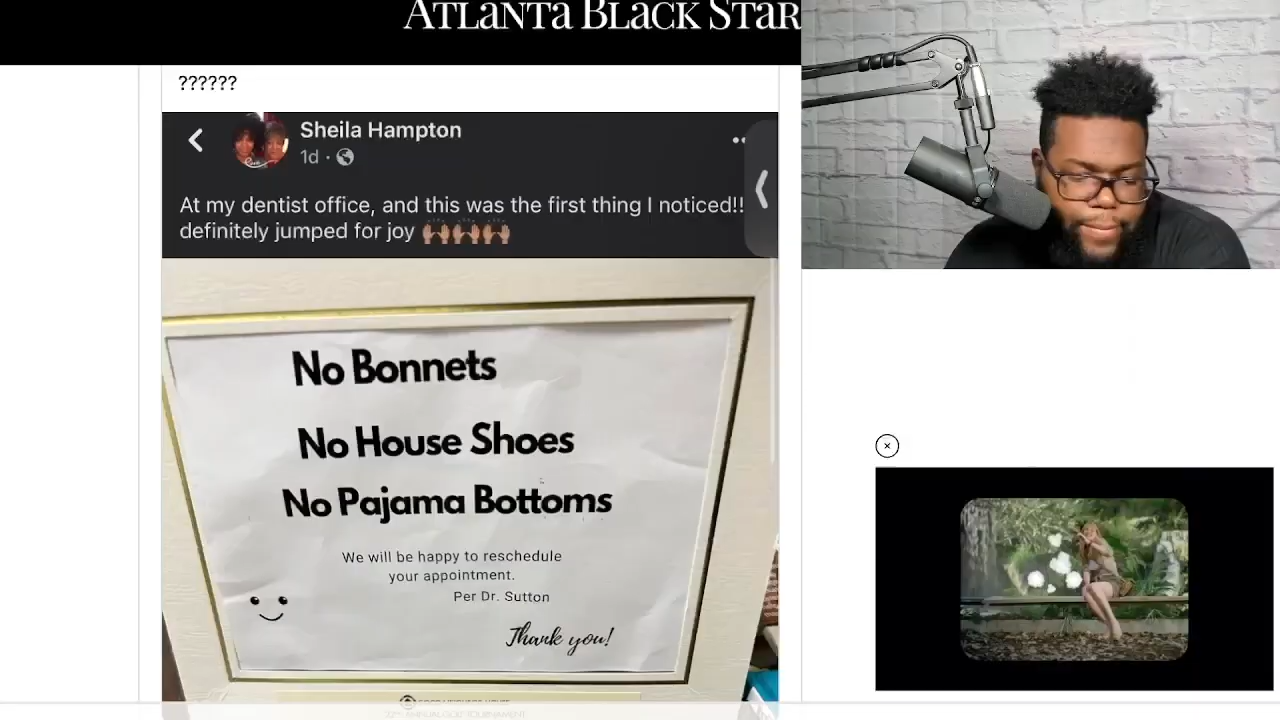 ATLANTA BLACK STAR
??????
Sheila Hampton
1d ·
At my dentist office, and this was the first thing I noticed!!
definitely jumped for joy 🙌🏽🙌🏽🙌🏽
No Bonnets
No House Shoes
No Pajama Bottoms
We will be happy to reschedule
your appointment.
Per Dr. Sutton
Thank you!